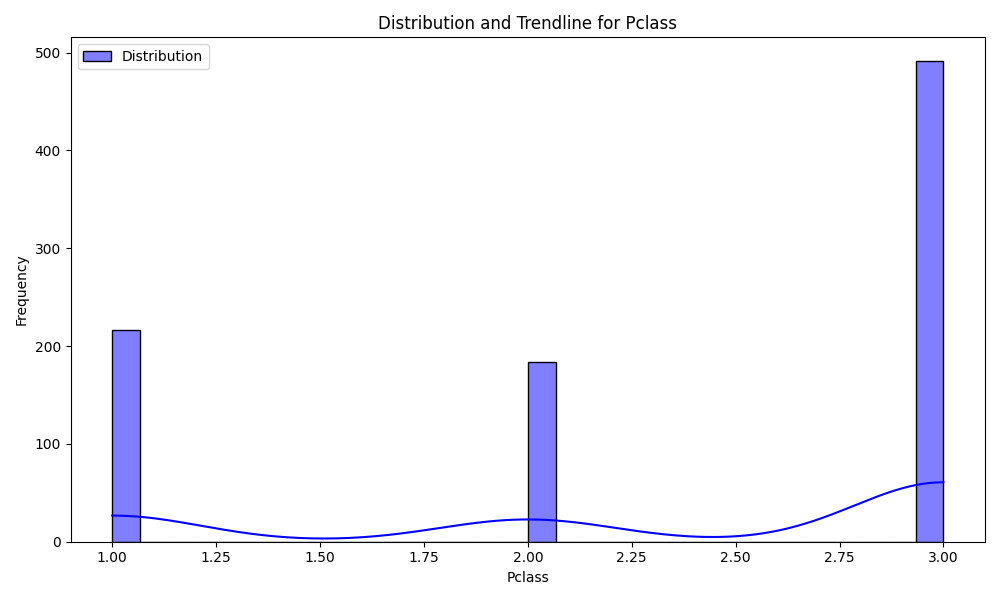 Distribution and Trendline for Pclass
Distribution
500
400
300
200
100
0
Frequency
1.00 1.25 1.50 1.75 2.00 2.25 2.50 2.75 3.00
Pclass